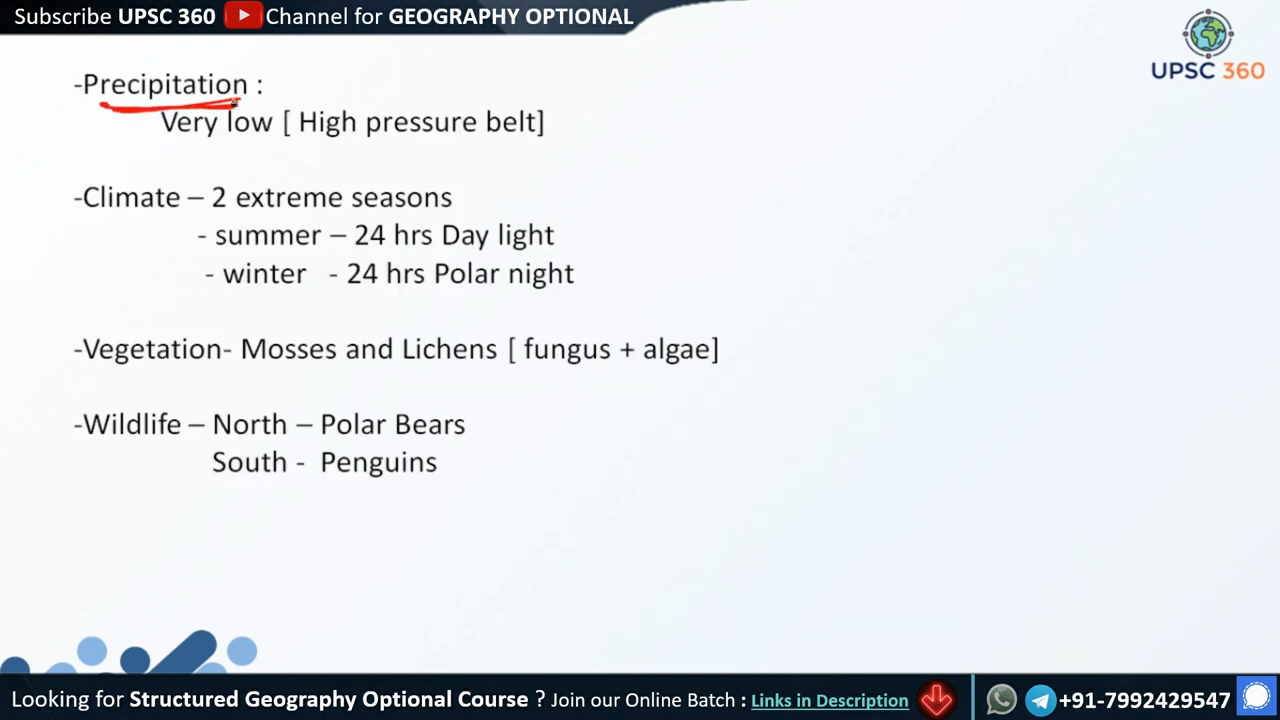 Subscribe UPSC 360 Channel for GEOGRAPHY OPTIONAL
UPSC 360
-Precipitation :
Very low [ High pressure belt]
-Climate – 2 extreme seasons
- summer – 24 hrs Day light
- winter - 24 hrs Polar night
-Vegetation- Mosses and Lichens [ fungus + algae]
-Wildlife – North – Polar Bears
South - Penguins
Looking for Structured Geography Optional Course ? Join our Online Batch : Links in Description +91-7992429547